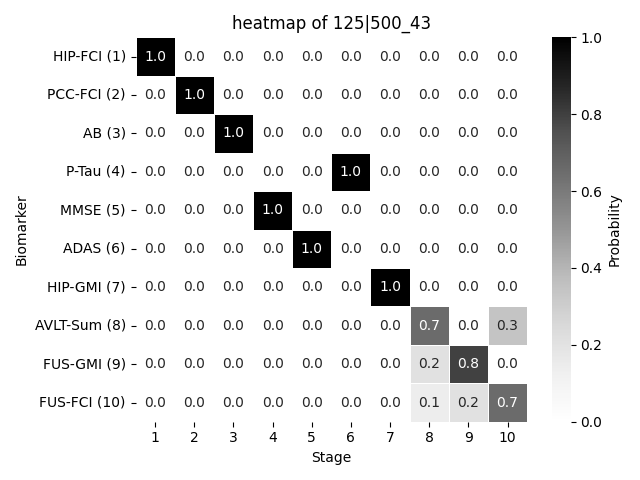 heatmap of 125|500_43
HIP-FCI (1) 1.0 0.0 0.0 0.0 0.0 0.0 0.0 0.0 0.0 0.0
PCC-FCI (2) 0.0 1.0 0.0 0.0 0.0 0.0 0.0 0.0 0.0 0.0
AB (3) 0.0 0.0 1.0 0.0 0.0 0.0 0.0 0.0 0.0 0.0
P-Tau (4) 0.0 0.0 0.0 0.0 0.0 1.0 0.0 0.0 0.0 0.0
MMSE (5) 0.0 0.0 0.0 1.0 0.0 0.0 0.0 0.0 0.0 0.0
ADAS (6) 0.0 0.0 0.0 0.0 1.0 0.0 0.0 0.0 0.0 0.0
HIP-GMI (7) 0.0 0.0 0.0 0.0 0.0 0.0 1.0 0.0 0.0 0.0
AVLT-Sum (8) 0.0 0.0 0.0 0.0 0.0 0.0 0.0 0.7 0.0 0.3
FUS-GMI (9) 0.0 0.0 0.0 0.0 0.0 0.0 0.0 0.2 0.8 0.0
FUS-FCI (10) 0.0 0.0 0.0 0.0 0.0 0.0 0.0 0.1 0.2 0.7
1 2 3 4 5 6 7 8 9 10
Stage
Biomarker
1.0
0.8
0.6
0.4
0.2
0.0
Probability